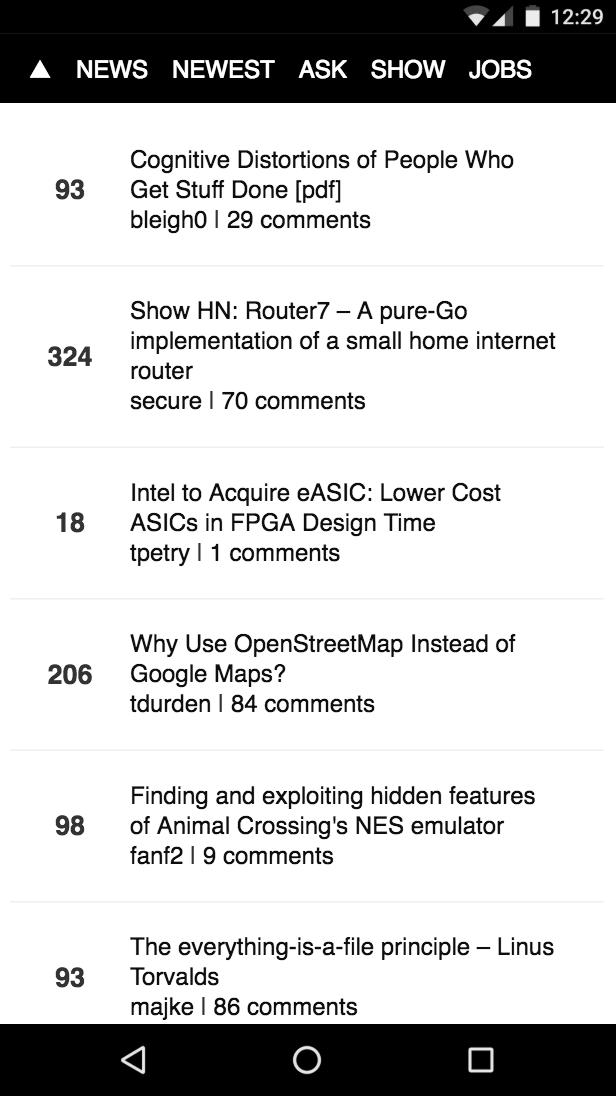 12:29
NEWS NEWEST ASK SHOW JOBS
Cognitive Distortions of People Who
93
Get Stuff Done [pdf]
bleigh0 | 29 comments
Show HN: Router7 – A pure-Go
implementation of a small home internet
324
router
secure | 70 comments
Intel to Acquire eASIC: Lower Cost
18
ASICs in FPGA Design Time
tpetry | 1 comments
Why Use OpenStreetMap Instead of
206
Google Maps?
tdurden | 84 comments
Finding and exploiting hidden features
98
of Animal Crossing's NES emulator
fanf2 | 9 comments
The everything-is-a-file principle – Linus
93
Torvalds
majke | 86 comments